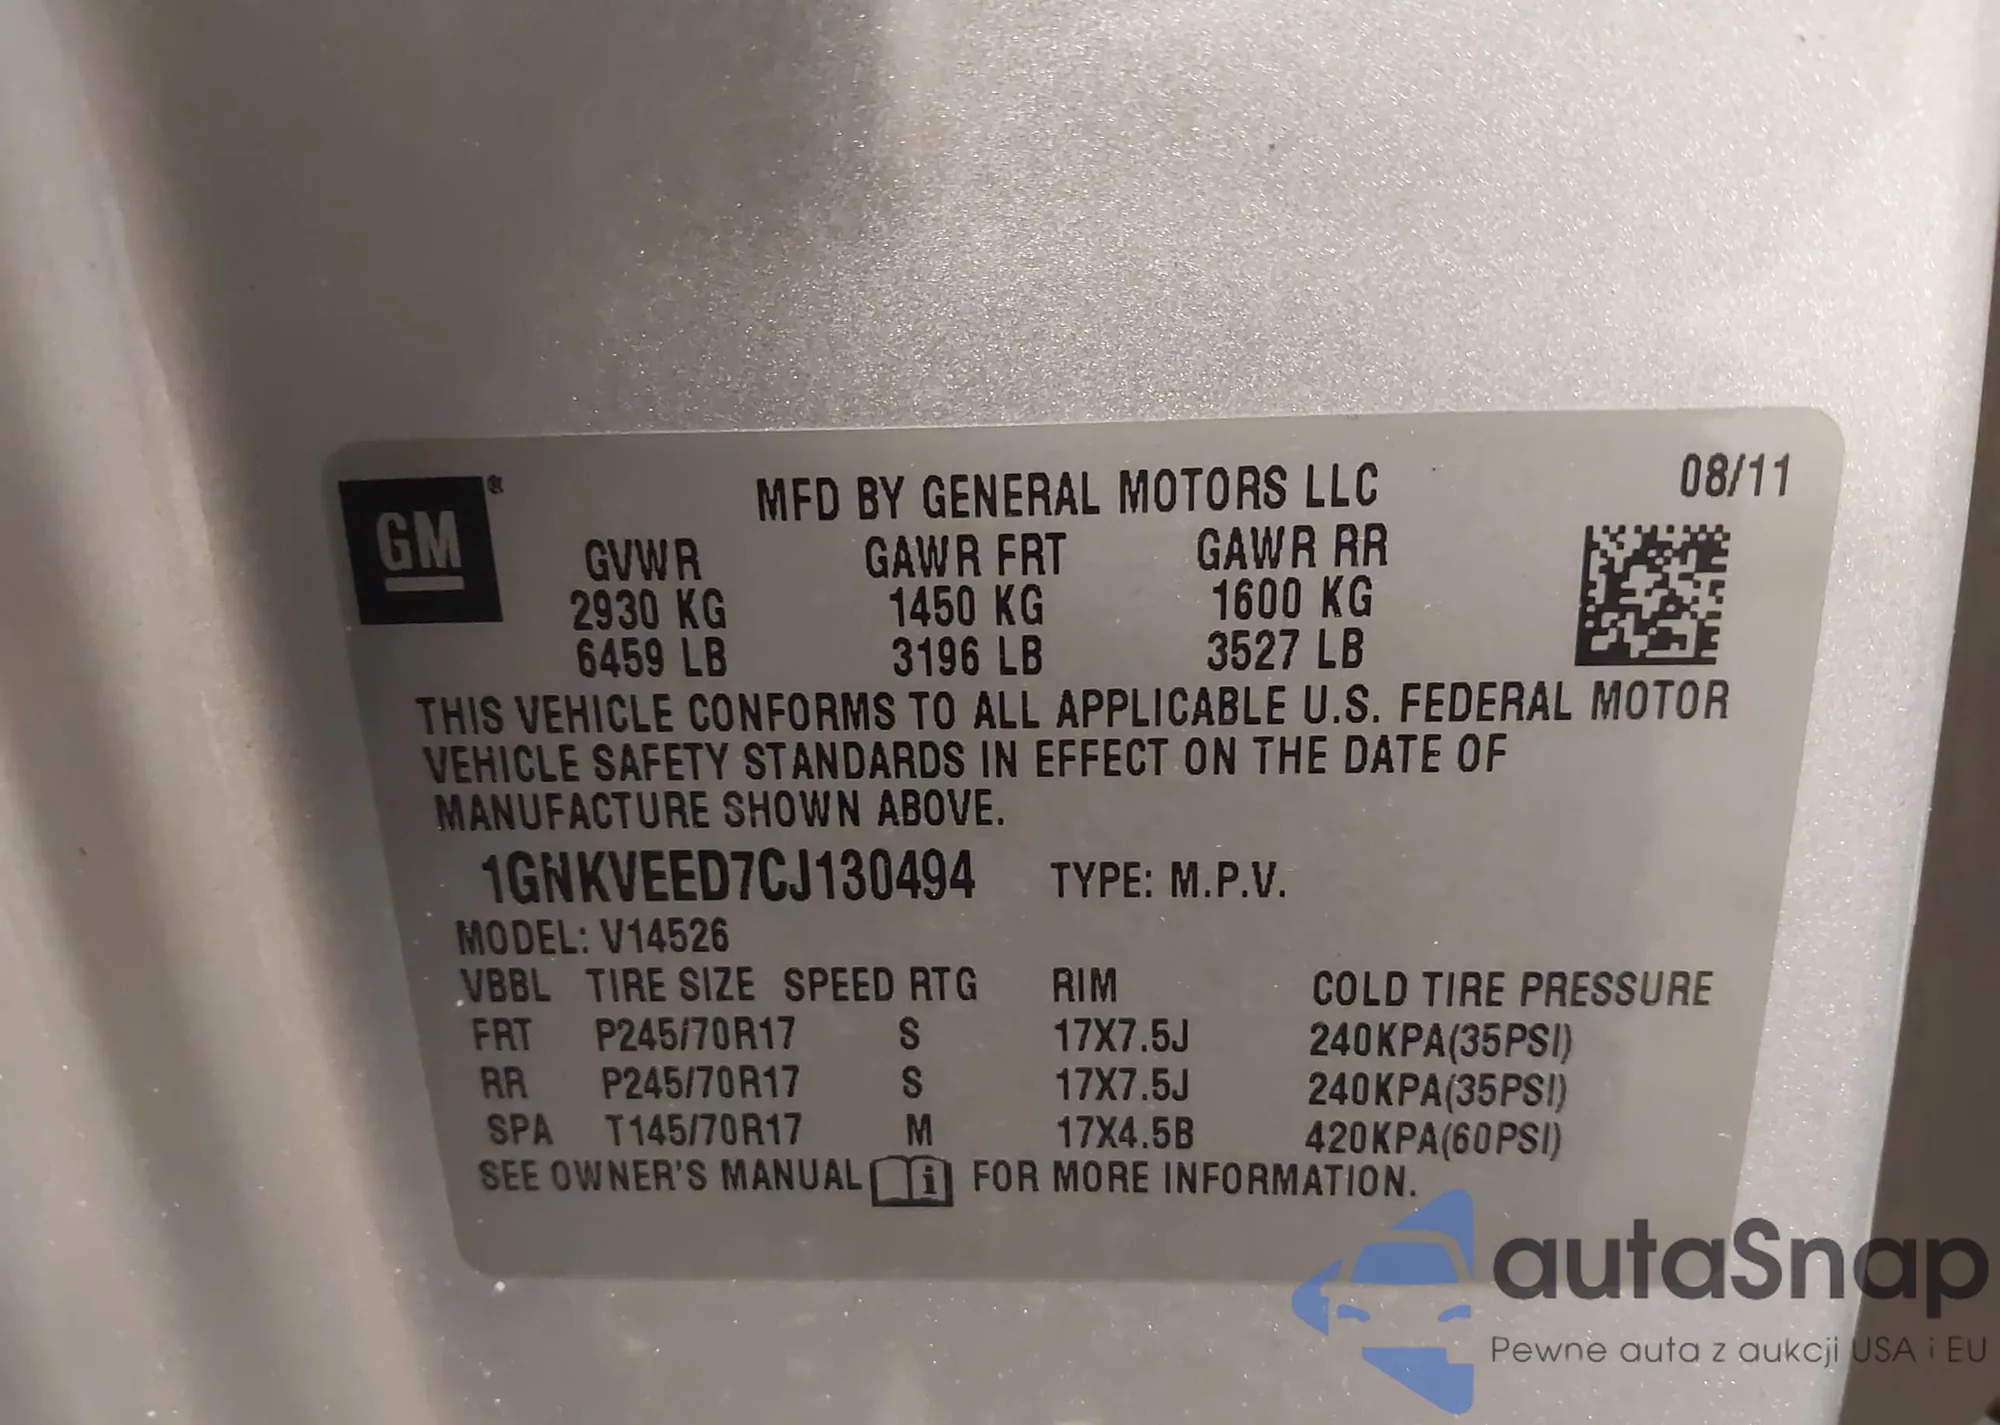 GM ®
MFD BY GENERAL MOTORS LLC 08/11
GVWR GAWR FRT GAWR RR
2930 KG 1450 KG 1600 KG
6459 LB 3196 LB 3527 LB
THIS VEHICLE CONFORMS TO ALL APPLICABLE U.S. FEDERAL MOTOR
VEHICLE SAFETY STANDARDS IN EFFECT ON THE DATE OF
MANUFACTURE SHOWN ABOVE.
1GNKVEED7CJ130494 TYPE: M.P.V.
MODEL: V14526
VBBL TIRE SIZE SPEED RTG RIM COLD TIRE PRESSURE
FRT P245/70R17 S 17X7.5J 240KPA(35PSI)
RR P245/70R17 S 17X7.5J 240KPA(35PSI)
SPA T145/70R17 M 17X4.5B 420KPA(60PSI)
SEE OWNER'S MANUAL i FOR MORE INFORMATION.
autaSnap
Pewne auta z aukcji USA i EU